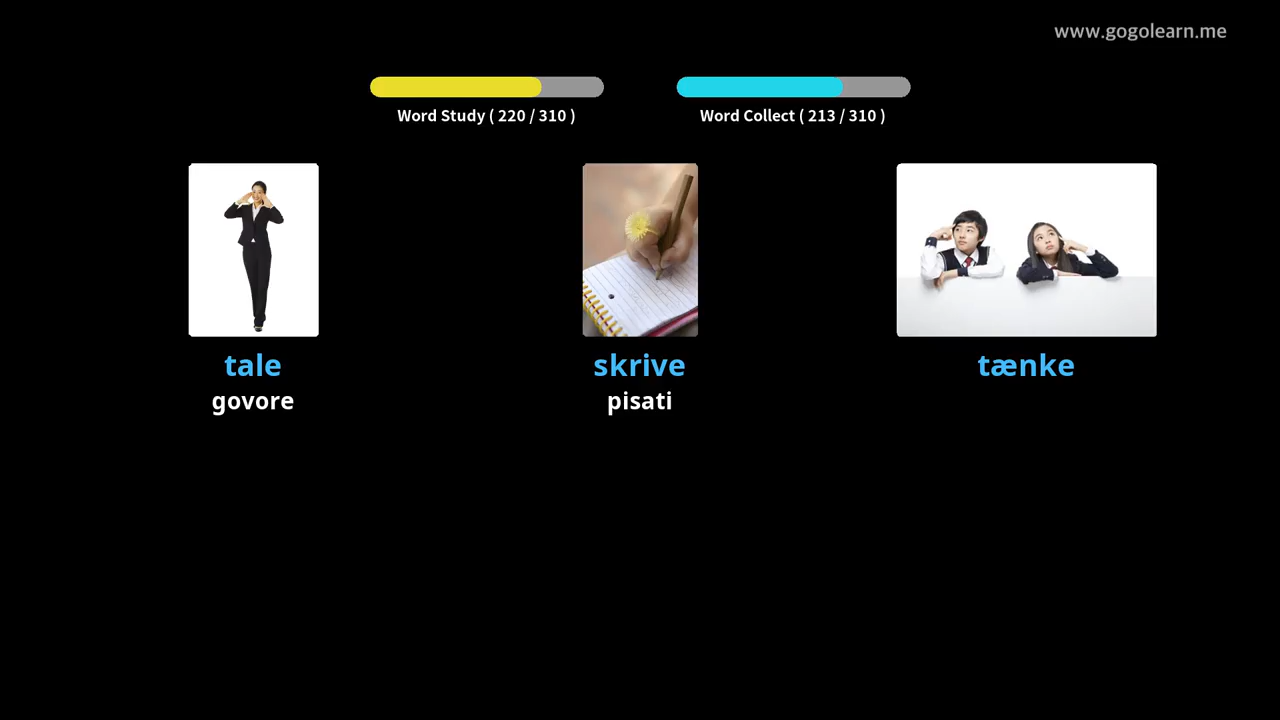 www.gogolearn.me
Word Study ( 220 / 310 )
Word Collect ( 213 / 310 )
tale
skrive
tænke
govore
pisati